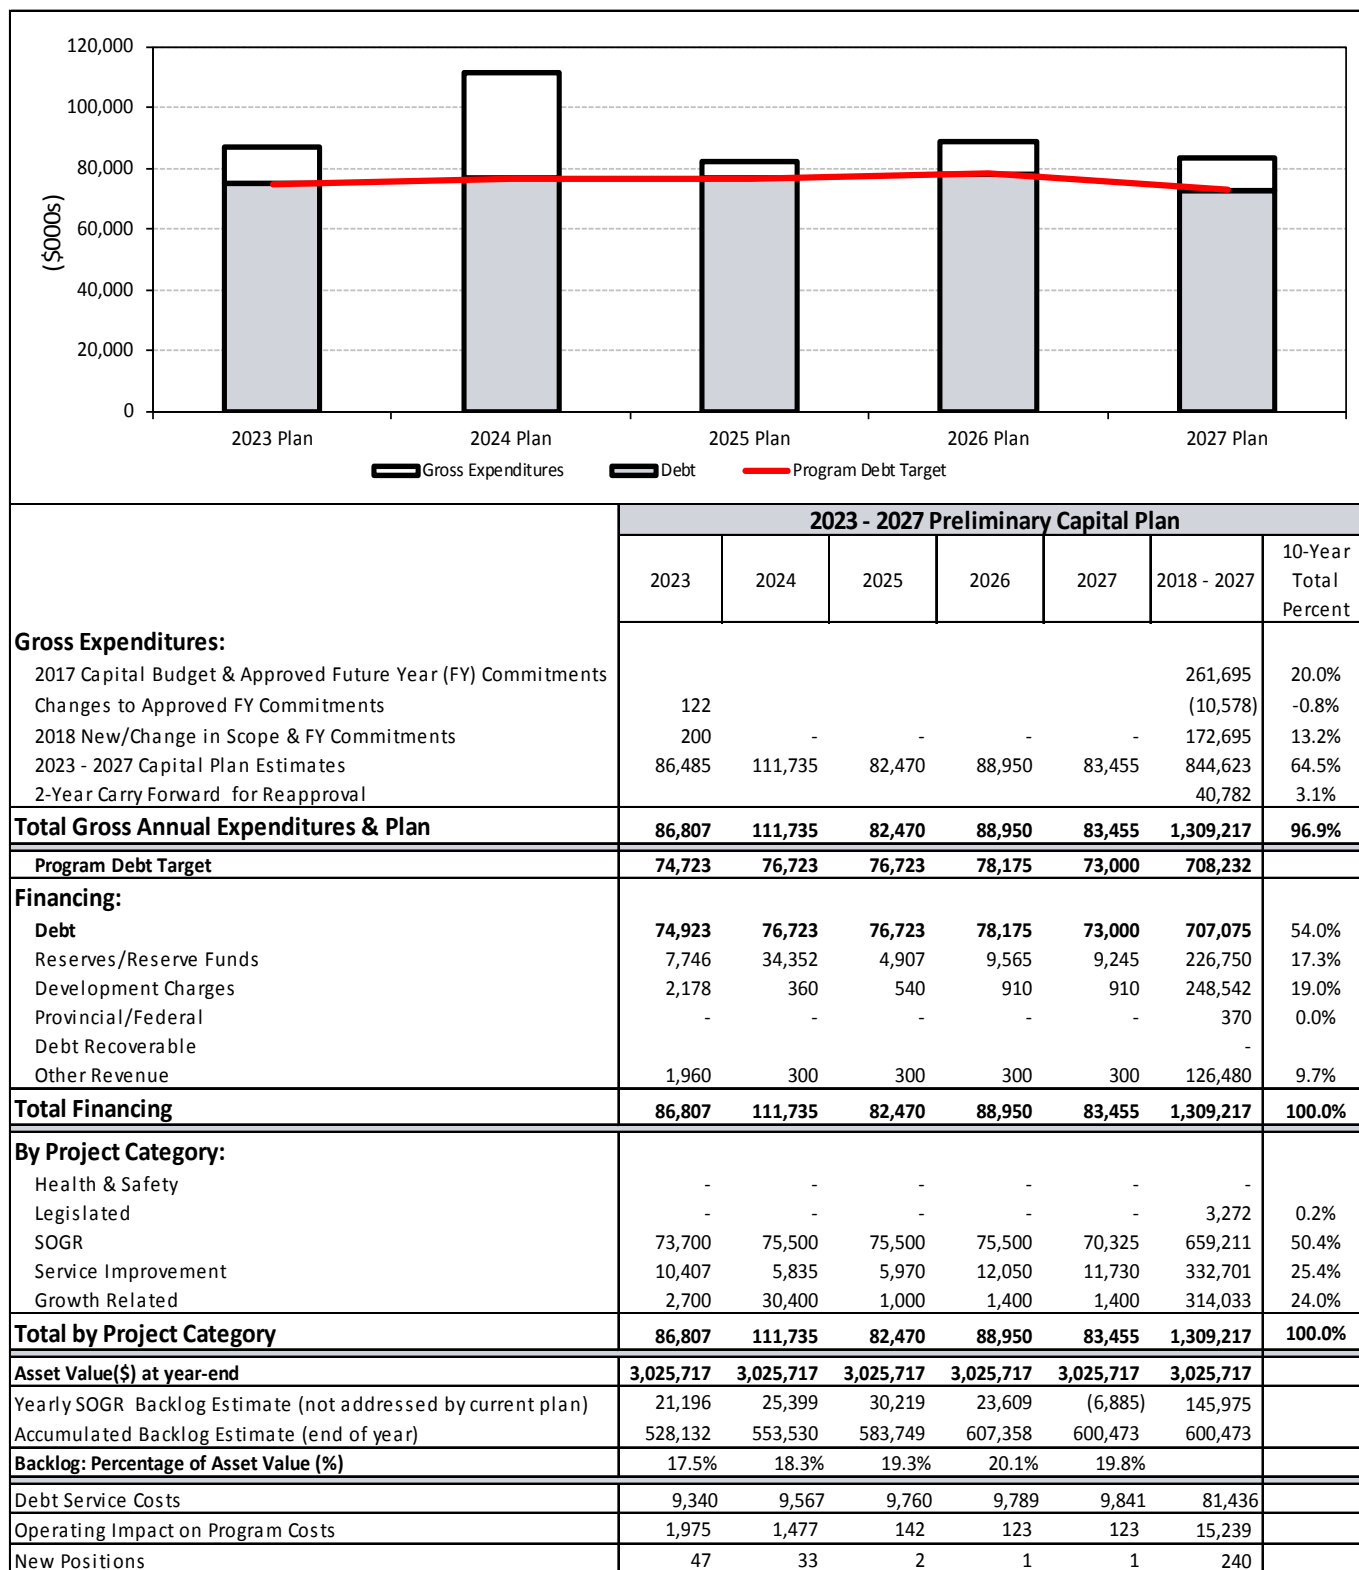 120,000
100,000
80,000
60,000
40,000
20,000
0
($000s)
2023 Plan 2024 Plan 2025 Plan 2026 Plan 2027 Plan
Gross Expenditures Debt Program Debt Target
2023 - 2027 Preliminary Capital Plan
2023 2024 2025 2026 2027 2018 - 2027 10-Year Total Percent
Gross Expenditures:
2017 Capital Budget & Approved Future Year (FY) Commitments 261,695 20.0%
Changes to Approved FY Commitments 122 (10,578) -0.8%
2018 New/Change in Scope & FY Commitments 200 - - - - 172,695 13.2%
2023 - 2027 Capital Plan Estimates 86,485 111,735 82,470 88,950 83,455 844,623 64.5%
2-Year Carry Forward for Reapproval 40,782 3.1%
Total Gross Annual Expenditures & Plan 86,807 111,735 82,470 88,950 83,455 1,309,217 96.9%
Program Debt Target 74,723 76,723 76,723 78,175 73,000 708,232
Financing:
Debt 74,923 76,723 76,723 78,175 73,000 707,075 54.0%
Reserves/Reserve Funds 7,746 34,352 4,907 9,565 9,245 226,750 17.3%
Development Charges 2,178 360 540 910 910 248,542 19.0%
Provincial/Federal - - - - - 370 0.0%
Debt Recoverable -
Other Revenue 1,960 300 300 300 300 126,480 9.7%
Total Financing 86,807 111,735 82,470 88,950 83,455 1,309,217 100.0%
By Project Category:
Health & Safety - - - - - -
Legislated - - - - - 3,272 0.2%
SOGR 73,700 75,500 75,500 75,500 70,325 659,211 50.4%
Service Improvement 10,407 5,835 5,970 12,050 11,730 332,701 25.4%
Growth Related 2,700 30,400 1,000 1,400 1,400 314,033 24.0%
Total by Project Category 86,807 111,735 82,470 88,950 83,455 1,309,217 100.0%
Asset Value($) at year-end 3,025,717 3,025,717 3,025,717 3,025,717 3,025,717 3,025,717
Yearly SOGR Backlog Estimate (not addressed by current plan) 21,196 25,399 30,219 23,609 (6,885) 145,975
Accumulated Backlog Estimate (end of year) 528,132 553,530 583,749 607,358 600,473 600,473
Backlog: Percentage of Asset Value (%) 17.5% 18.3% 19.3% 20.1% 19.8%
Debt Service Costs 9,340 9,567 9,760 9,789 9,841 81,436
Operating Impact on Program Costs 1,975 1,477 142 123 123 15,239
New Positions 47 33 2 1 1 240